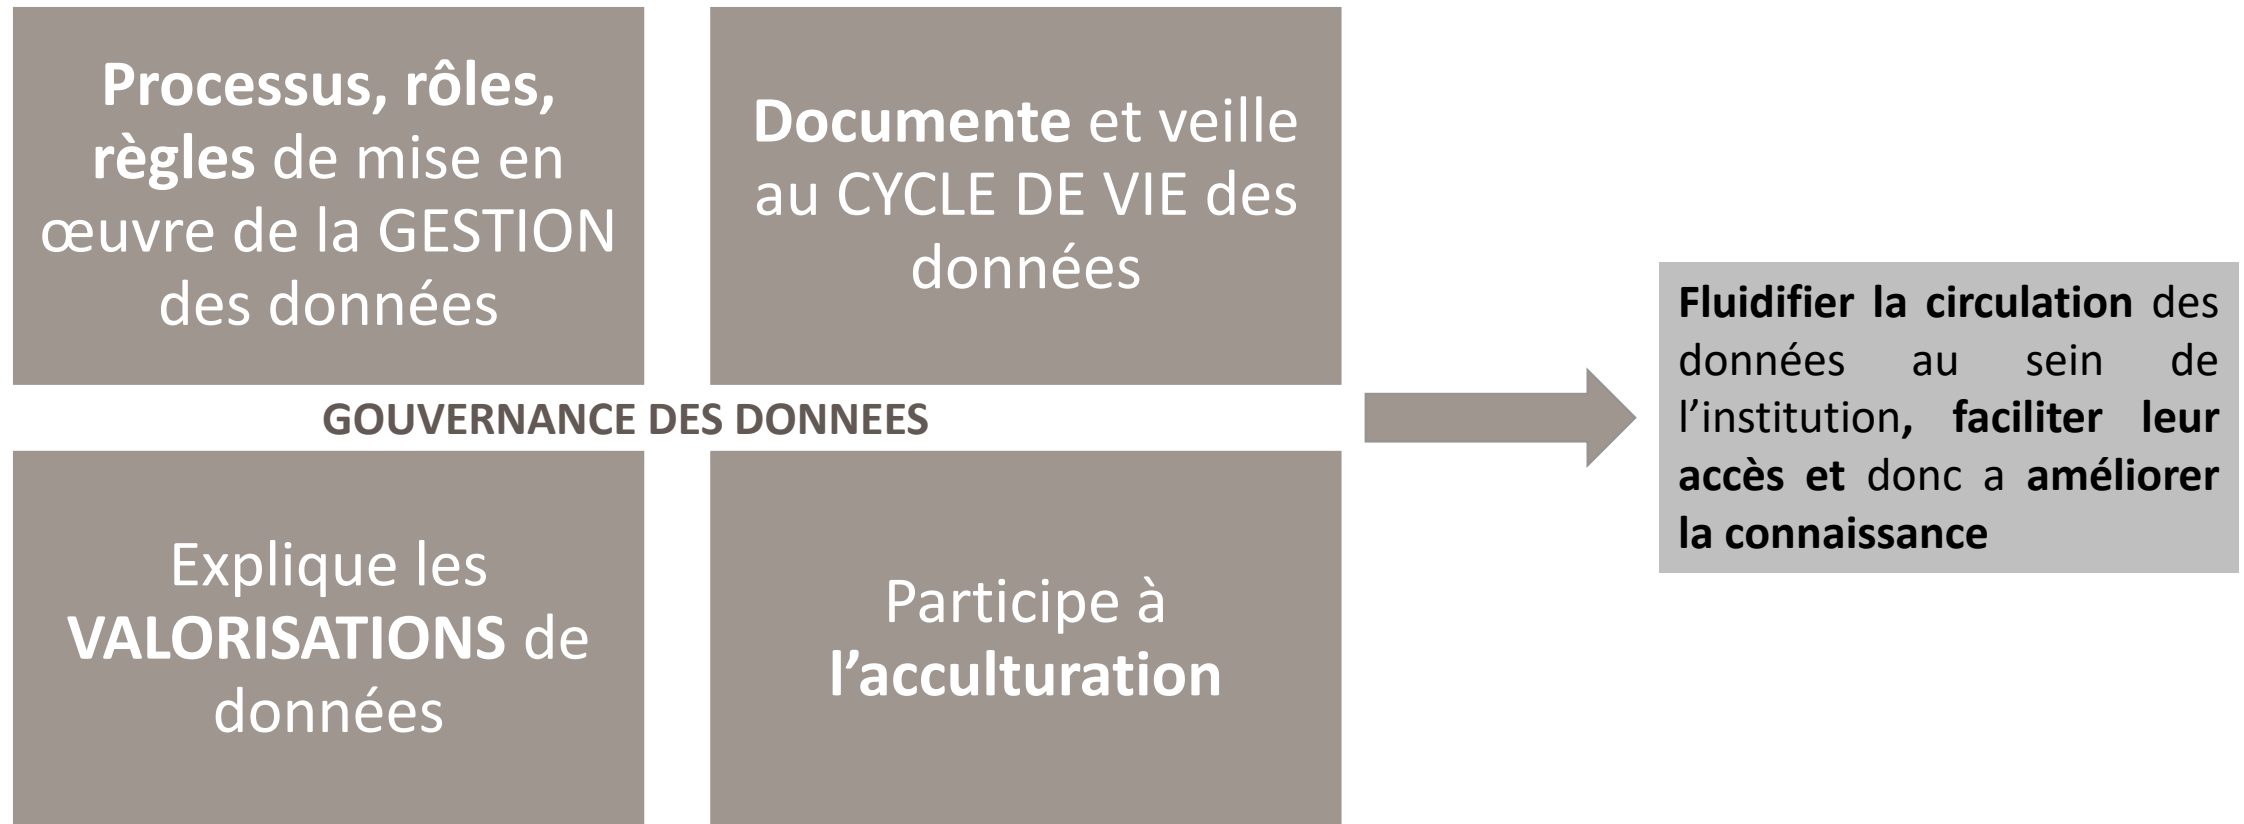 Processus, rôles,
règles de mise en
œuvre de la GESTION
des données
Documente et veille
au CYCLE DE VIE des
données
GOUVERNANCE DES DONNEES
Explique les
VALORISATIONS de
données
Participe à
l’acculturation
Fluidifier la circulation des
données au sein de
l’institution, faciliter leur
accès et donc a améliorer
la connaissance